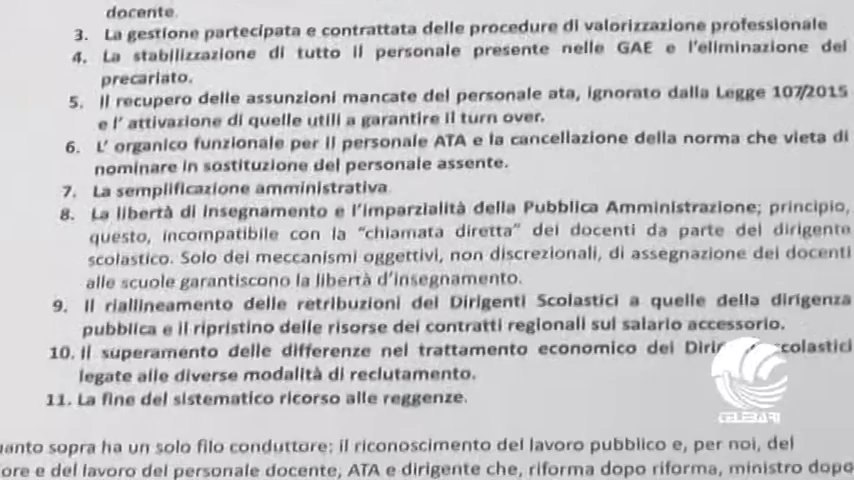 docente.
3. La gestione partecipata e contrattata delle procedure di valorizzazione professionale
4. La stabilizzazione di tutto il personale presente nelle GAE e l'eliminazione del
precariato.
5. Il recupero delle assunzioni mancate del personale ata, ignorato dalla Legge 107/2015
e l' attivazione di quelle utili a garantire il turn over.
6. L' organico funzionale per il personale ATA e la cancellazione della norma che vieta di
nominare in sostituzione del personale assente.
7. La semplificazione amministrativa.
8. La libertà di insegnamento e l'imparzialità della Pubblica Amministrazione; principio,
questo, incompatibile con la "chiamata diretta" dei docenti da parte del dirigente
scolastico. Solo dei meccanismi oggettivi, non discrezionali, di assegnazione dei docenti
alle scuole garantiscono la libertà d'insegnamento.
9. Il riallineamento delle retribuzioni dei Dirigenti Scolastici a quelle della dirigenza
pubblica e il ripristino delle risorse dei contratti regionali sul salario accessorio.
10. Il superamento delle differenze nel trattamento economico dei Dirig colastici
legate alle diverse modalità di reclutamento.
11. La fine del sistematico ricorso alle reggenze.
TELEBARI
uanto sopra ha un solo filo conduttore: il riconoscimento del lavoro pubblico e, per noi, del
ore e del lavoro del personale docente, ATA e dirigente che, riforma dopo riforma, ministro dopo